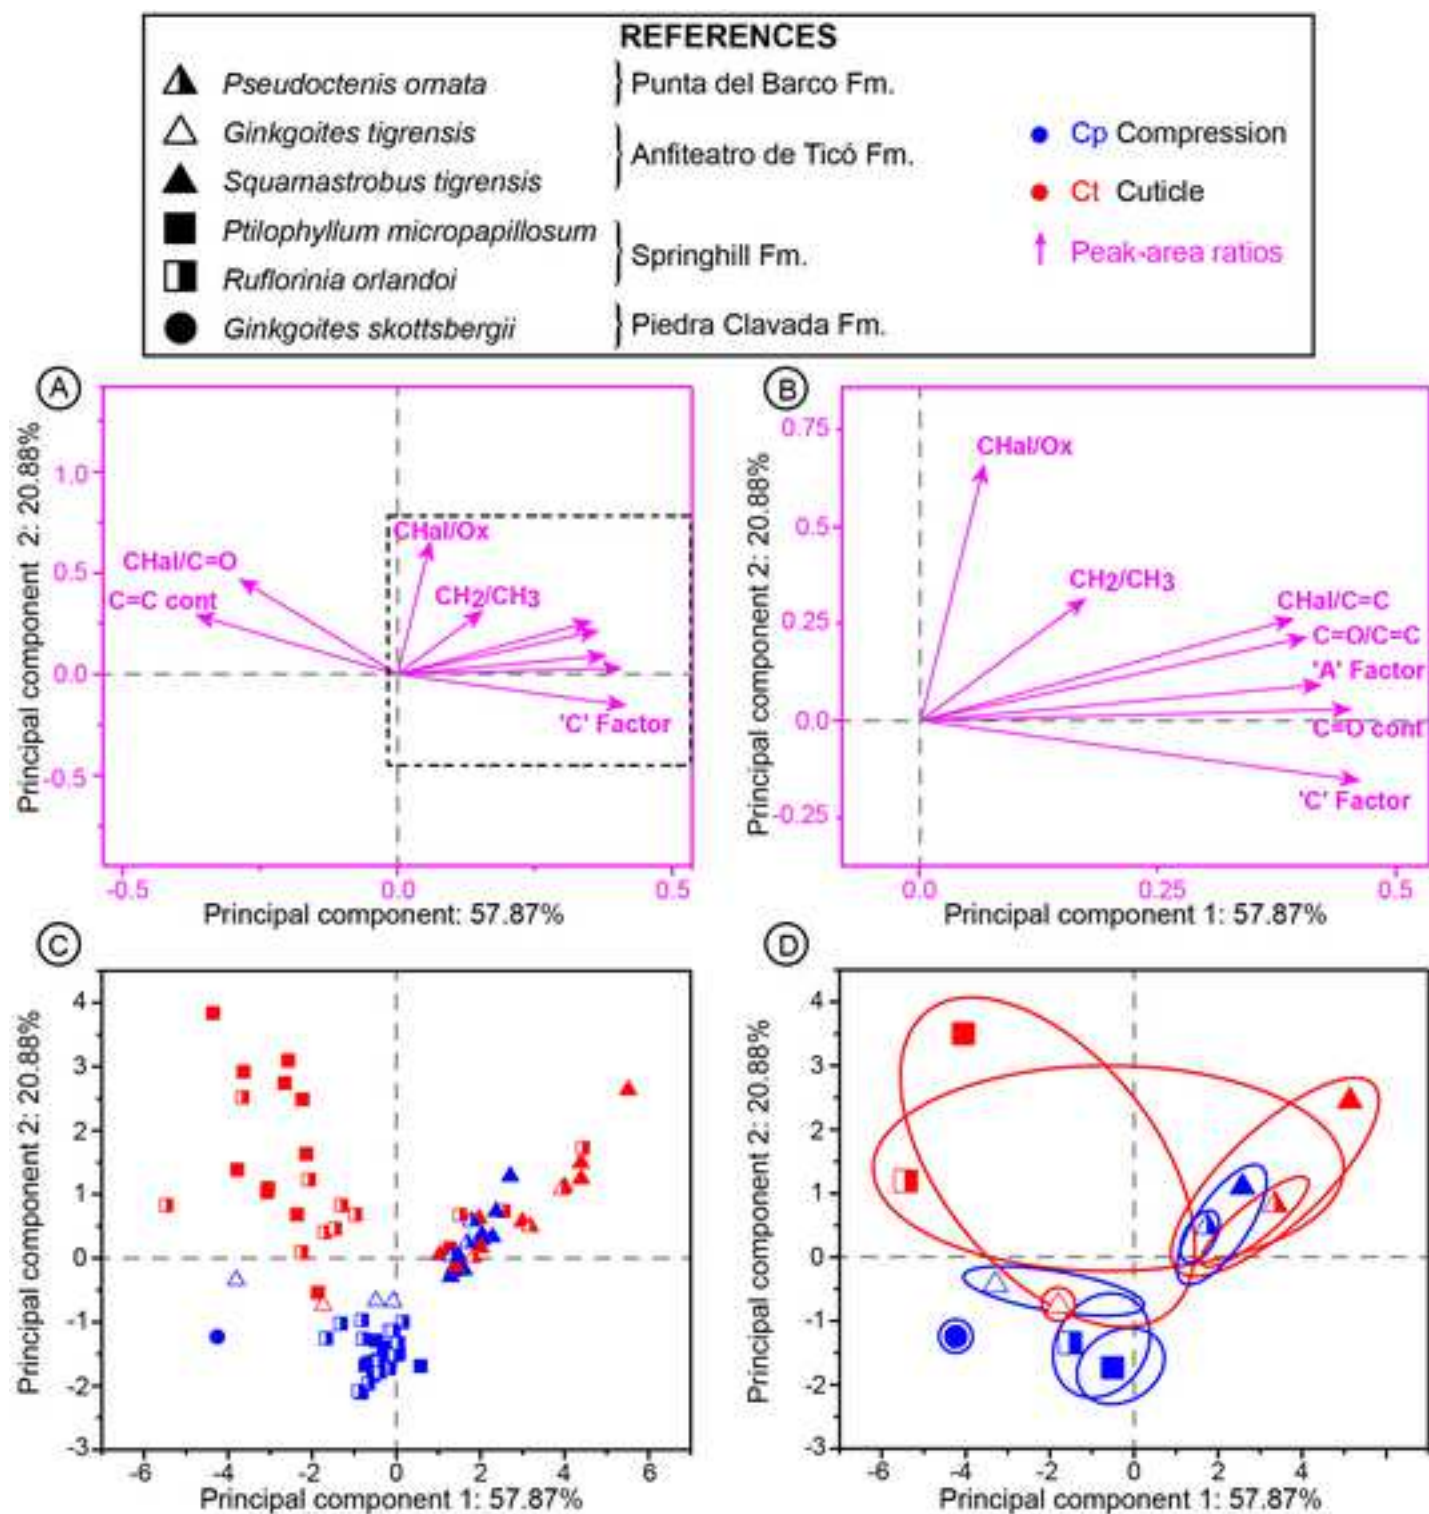 REFERENCES
Pseudoctenis ornata
Punta del Barco Fm.
Ginkgoites tigrensis
Anfiteatro de Ticó Fm.
Squamastrobus tigrensis
Ptilophyllum micropapillosum
Springhill Fm.
Ruflorinia orlandoi
Ginkgoites skottsbergii
Piedra Clavada Fm.
Cp Compression
Ct Cuticle
Peak-area ratios
A
Principal component 2: 20.88%
1.0
0.5
0.0
-0.5
CHal/Ox
CHal/C=O
C=C cont
CH2/CH3
'C' Factor
-0.5 0.0 0.5
Principal component: 57.87%
B
Principal component 2: 20.88%
0.75
0.5
0.25
0.0
-0.25
CHal/Ox
CH2/CH3
CHal/C=C
C=O/C=C
'A' Factor
C=O cont
'C' Factor
0.0 0.25 0.5
Principal component 1: 57.87%
C
Principal component 2: 20.88%
4
3
2
1
0
-1
-2
-3
-6 -4 -2 0 2 4 6
Principal component 1: 57.87%
D
Principal component 2: 20.88%
4
3
2
1
0
-1
-2
-3
-6 -4 -2 0 2 4
Principal component 1: 57.87%